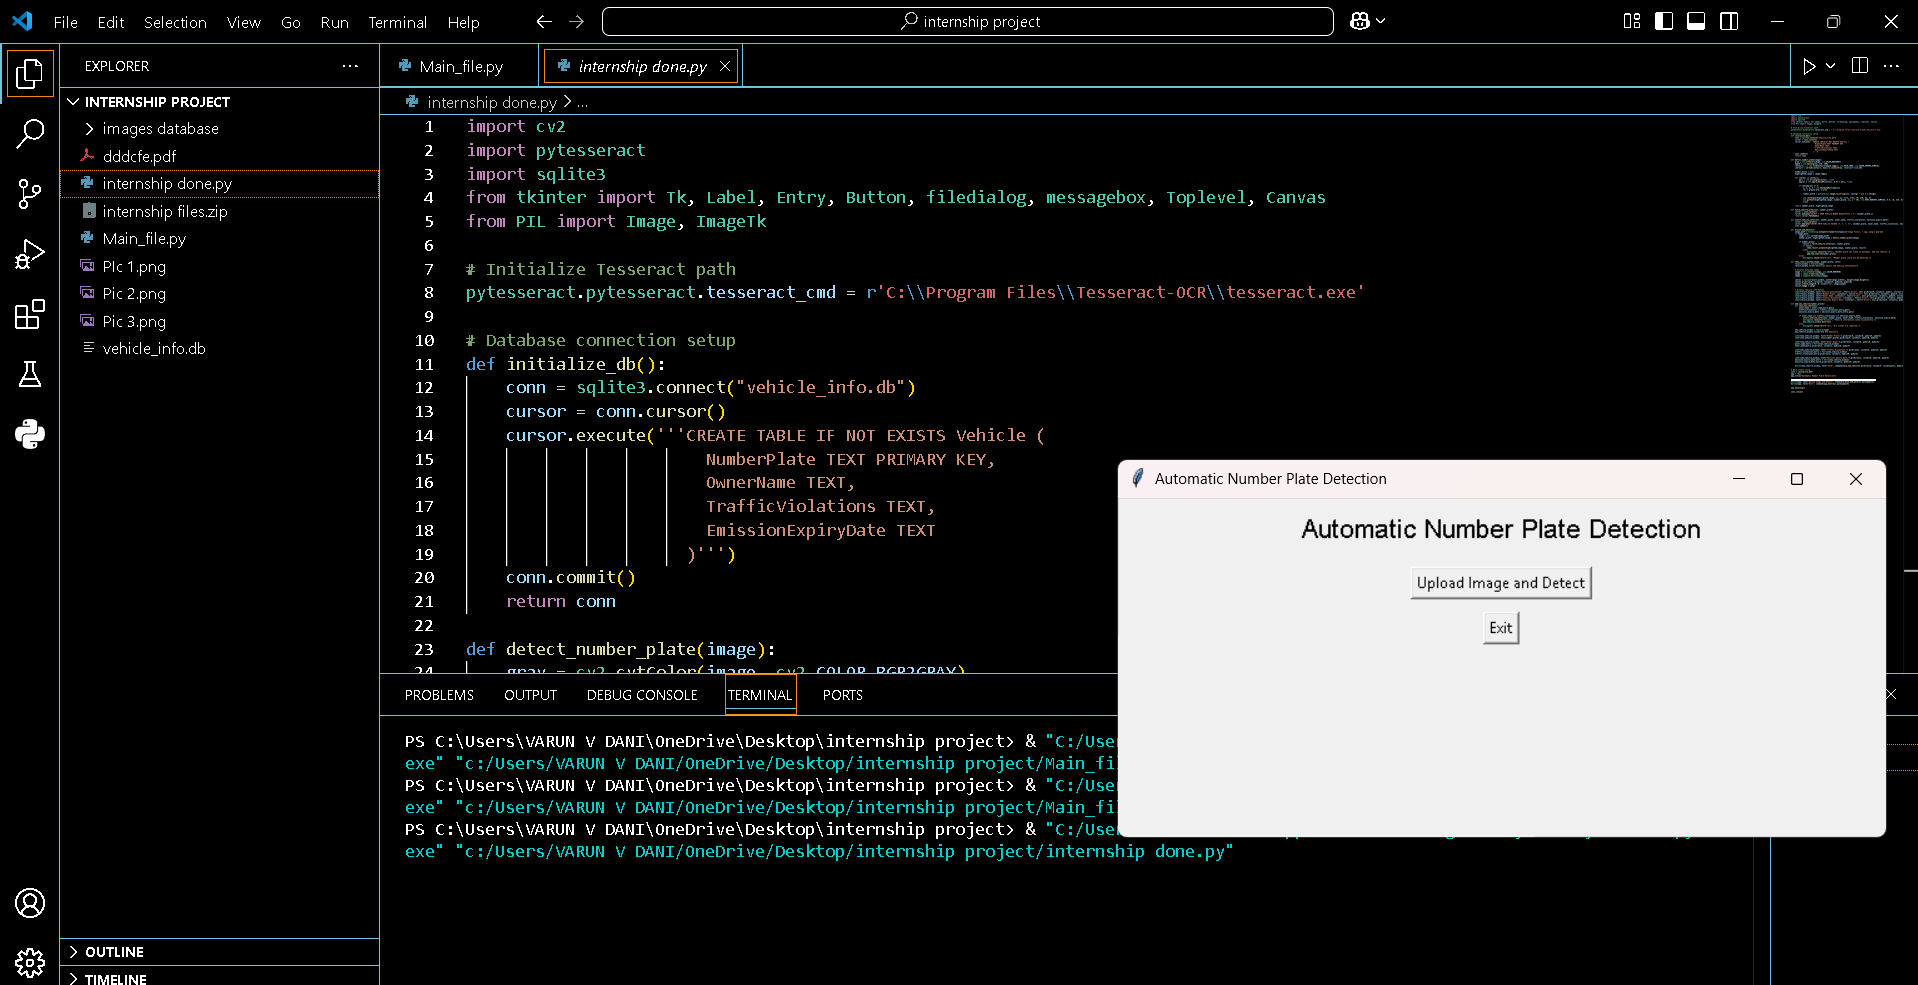 File Edit Selection View Go Run Terminal Help
internship project
EXPLORER
INTERNSHIP PROJECT
images database
dddcfe.pdf
internship done.py
internship files.zip
Main_file.py
PIc 1.png
Pic 2.png
Pic 3.png
vehicle_info.db
OUTLINE
TIMELINE
Main_file.py
internship done.py
internship done.py > ...
1 import cv2
2 import pytesseract
3 import sqlite3
4 from tkinter import Tk, Label, Entry, Button, filedialog, messagebox, Toplevel, Canvas
5 from PIL import Image, ImageTk
6
7 # Initialize Tesseract path
8 pytesseract.pytesseract.tesseract_cmd = r'C:\\Program Files\\Tesseract-OCR\\tesseract.exe'
9
10 # Database connection setup
11 def initialize_db():
12 conn = sqlite3.connect("vehicle_info.db")
13 cursor = conn.cursor()
14 cursor.execute('''CREATE TABLE IF NOT EXISTS Vehicle (
15 NumberPlate TEXT PRIMARY KEY,
16 OwnerName TEXT,
17 TrafficViolations TEXT,
18 EmissionExpiryDate TEXT
19 )''')
20 conn.commit()
21 return conn
22
23 def detect_number_plate(image):
24 gray = cv2.cvtColor(image, cv2.COLOR_BGR2GRAY)
PROBLEMS OUTPUT DEBUG CONSOLE TERMINAL PORTS
PS C:\Users\VARUN V DANI\OneDrive\Desktop\internship project> & "C:/Use
exe" "c:/Users/VARUN V DANI/OneDrive/Desktop/internship project/Main_fil
PS C:\Users\VARUN V DANI\OneDrive\Desktop\internship project> & "C:/Use
exe" "c:/Users/VARUN V DANI/OneDrive/Desktop/internship project/Main_fil
PS C:\Users\VARUN V DANI\OneDrive\Desktop\internship project> & "C:/Use
exe" "c:/Users/VARUN V DANI/OneDrive/Desktop/internship project/internship done.py"
Automatic Number Plate Detection
Automatic Number Plate Detection
Upload Image and Detect
Exit